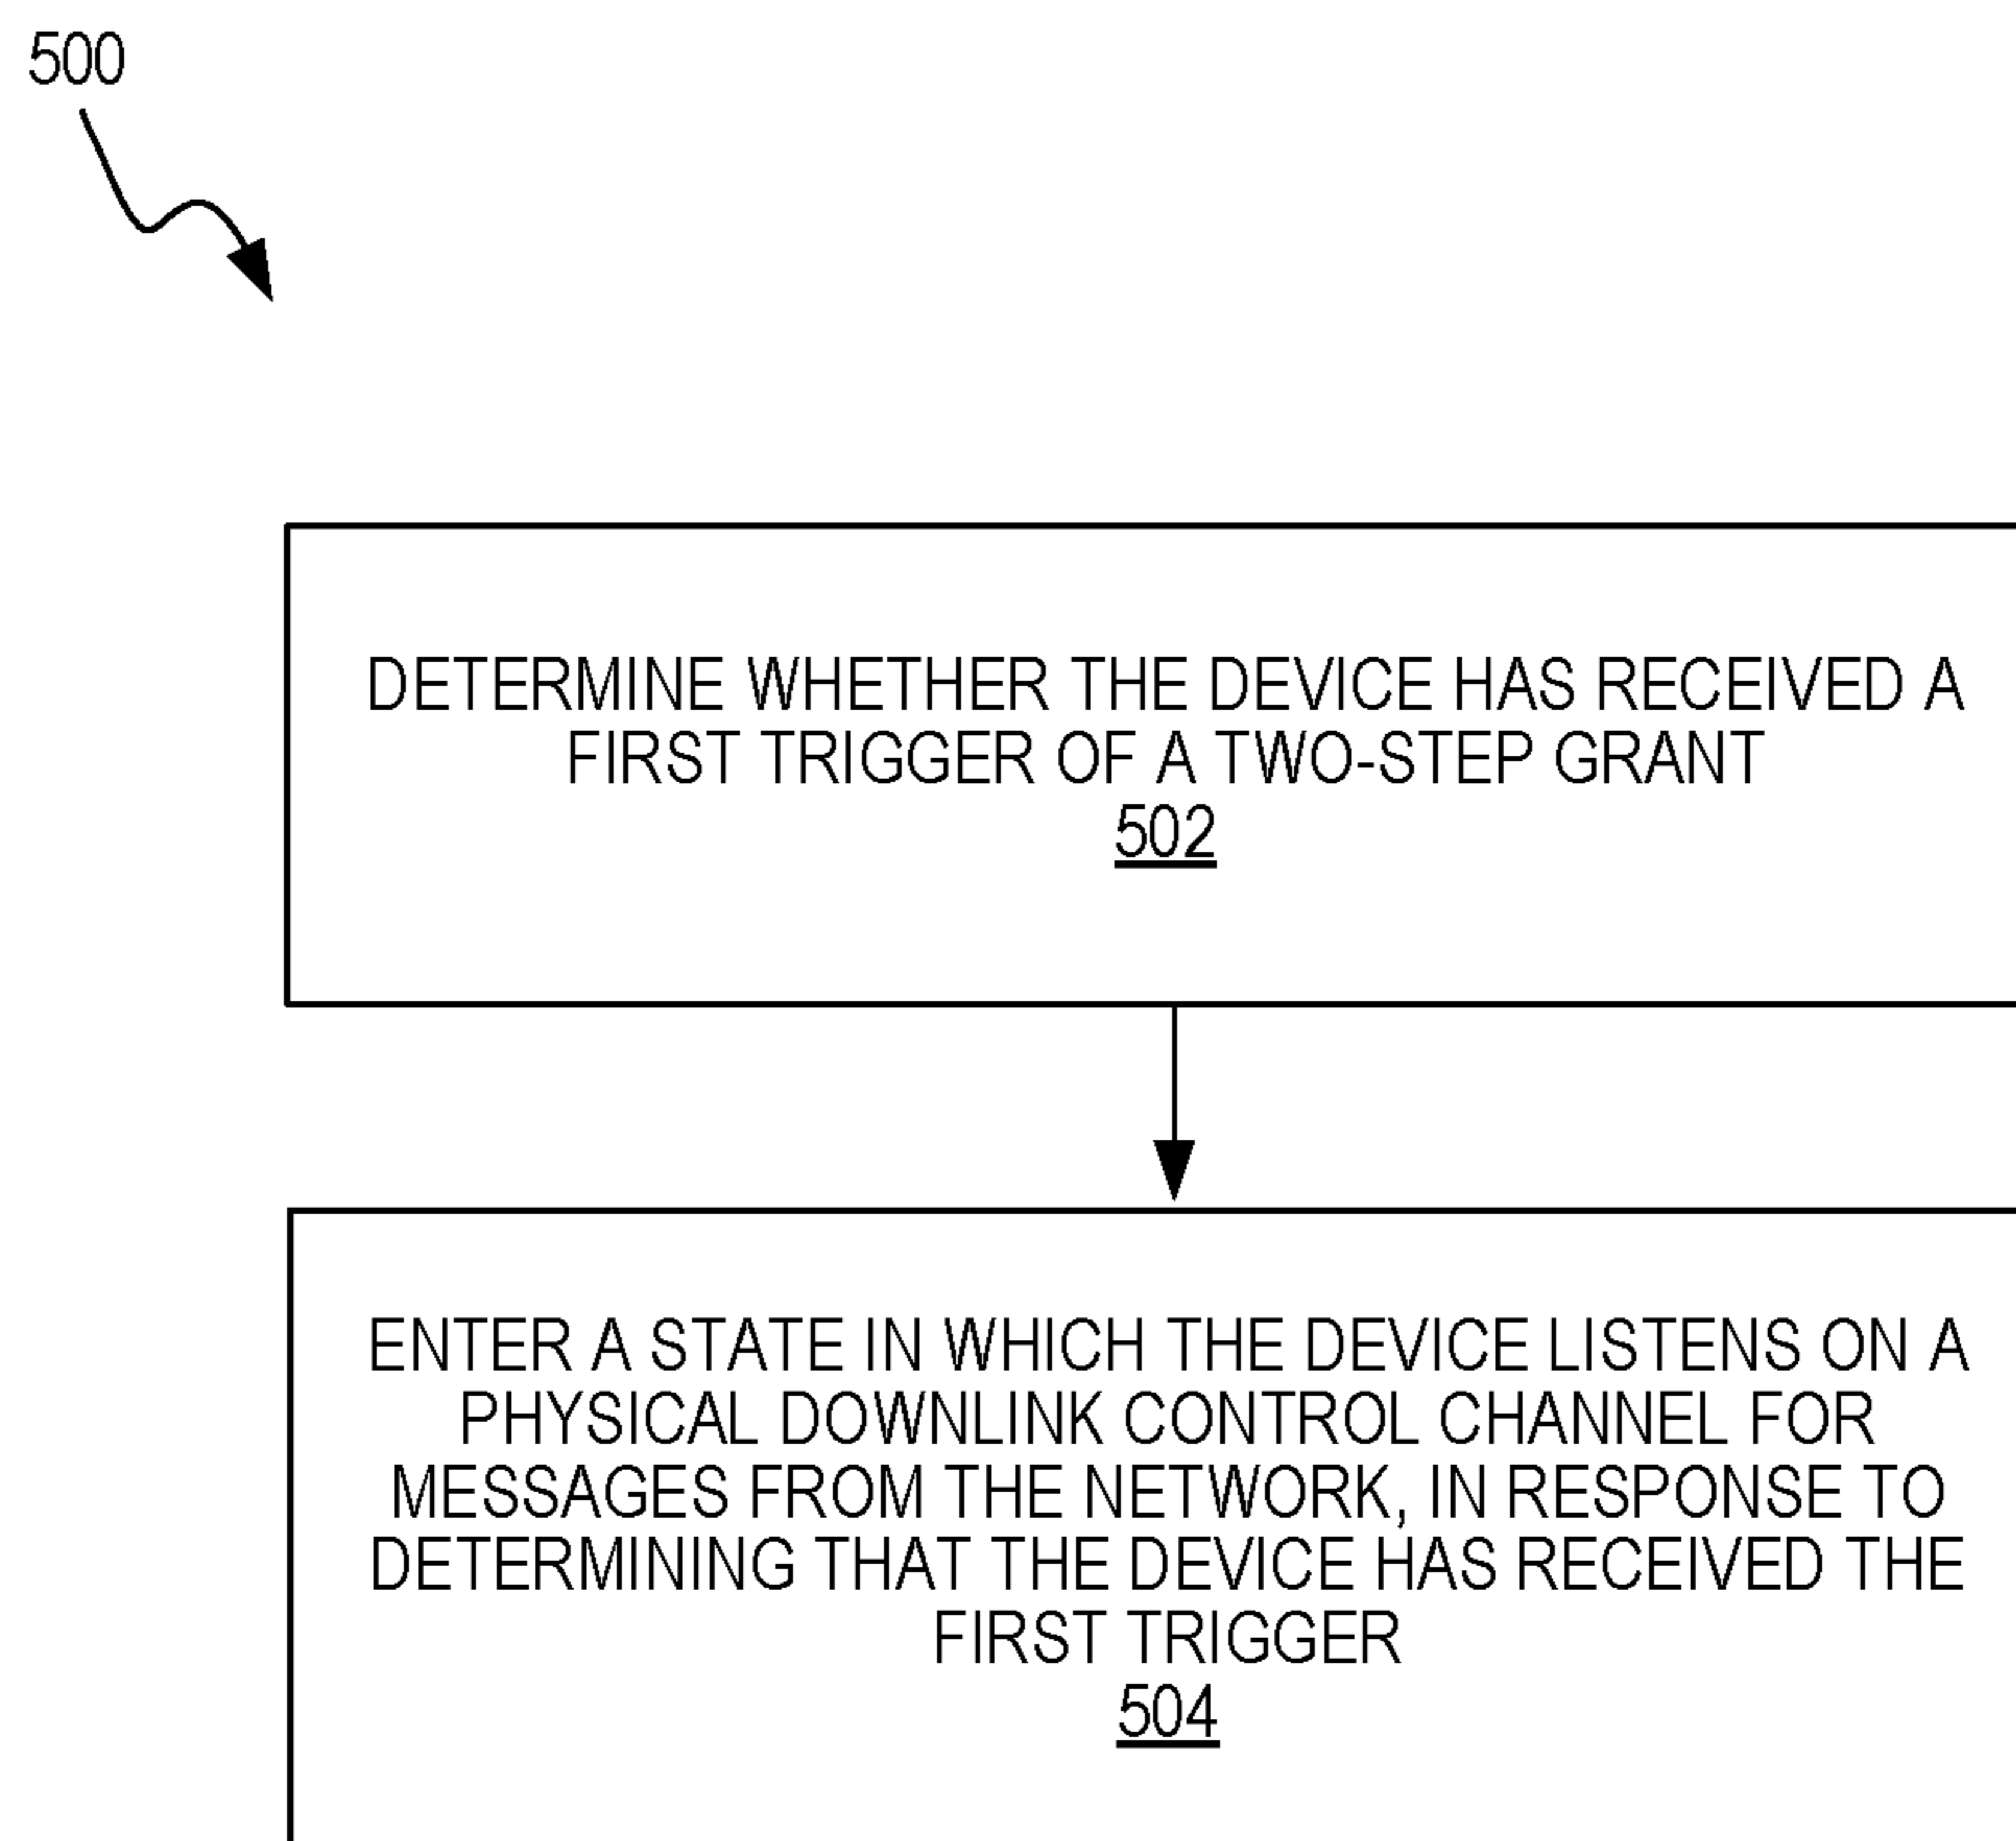 500
DETERMINE WHETHER THE DEVICE HAS RECEIVED A
FIRST TRIGGER OF A TWO-STEP GRANT
502
ENTER A STATE IN WHICH THE DEVICE LISTENS ON A
PHYSICAL DOWNLINK CONTROL CHANNEL FOR
MESSAGES FROM THE NETWORK, IN RESPONSE TO
DETERMINING THAT THE DEVICE HAS RECEIVED THE
FIRST TRIGGER
504